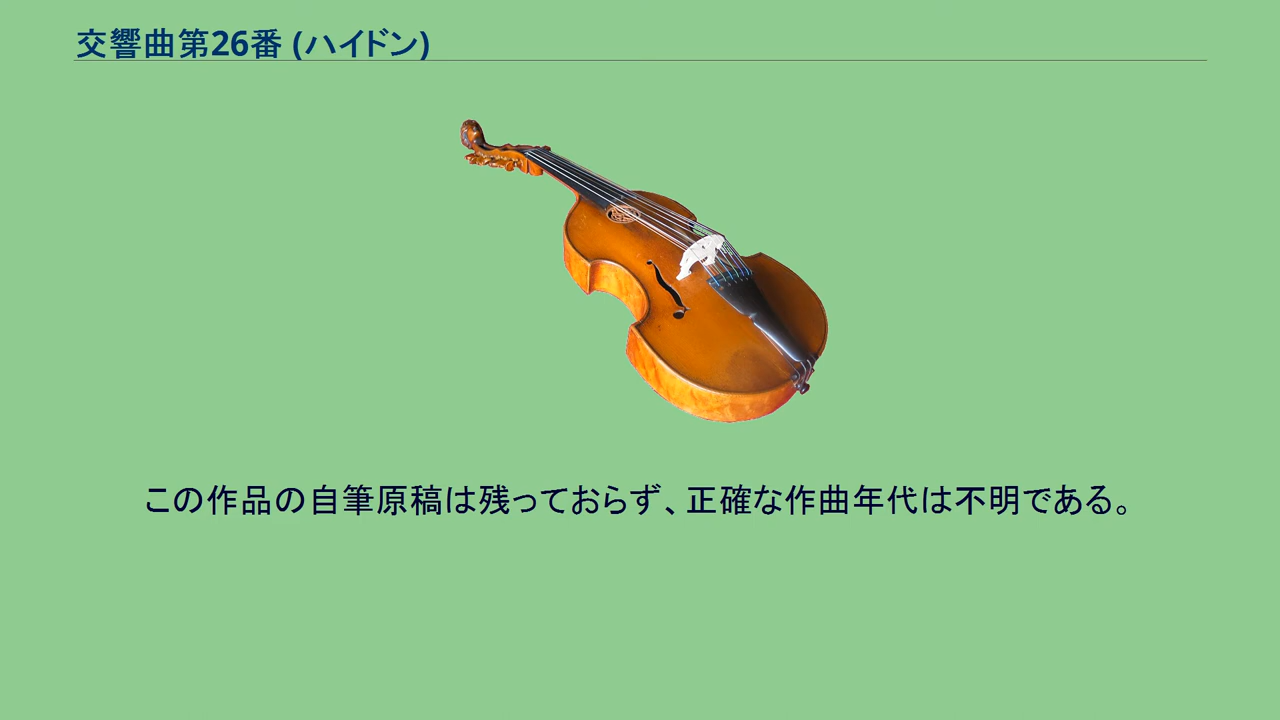 交響曲第26番 (ハイドン)
この作品の自筆原稿は残っておらず、正確な作曲年代は不明である。